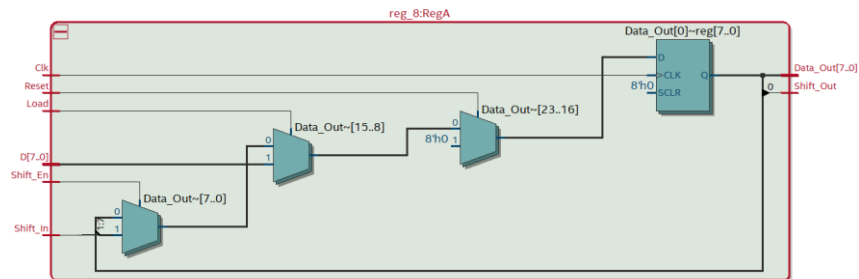 reg_8:RegA
Data_Out[0]~reg[7..0]
Clk
D
Data_Out[7..0]
>CLK
Q
Reset
8'h0
SCLR
0
Shift_Out
Load
Data_Out~[23..16]
Data_Out~[15..8]
0
8'h0
1
0
D[7..0]
1
Shift_En
Data_Out~[7..0]
0
1:7
Shift_In
1